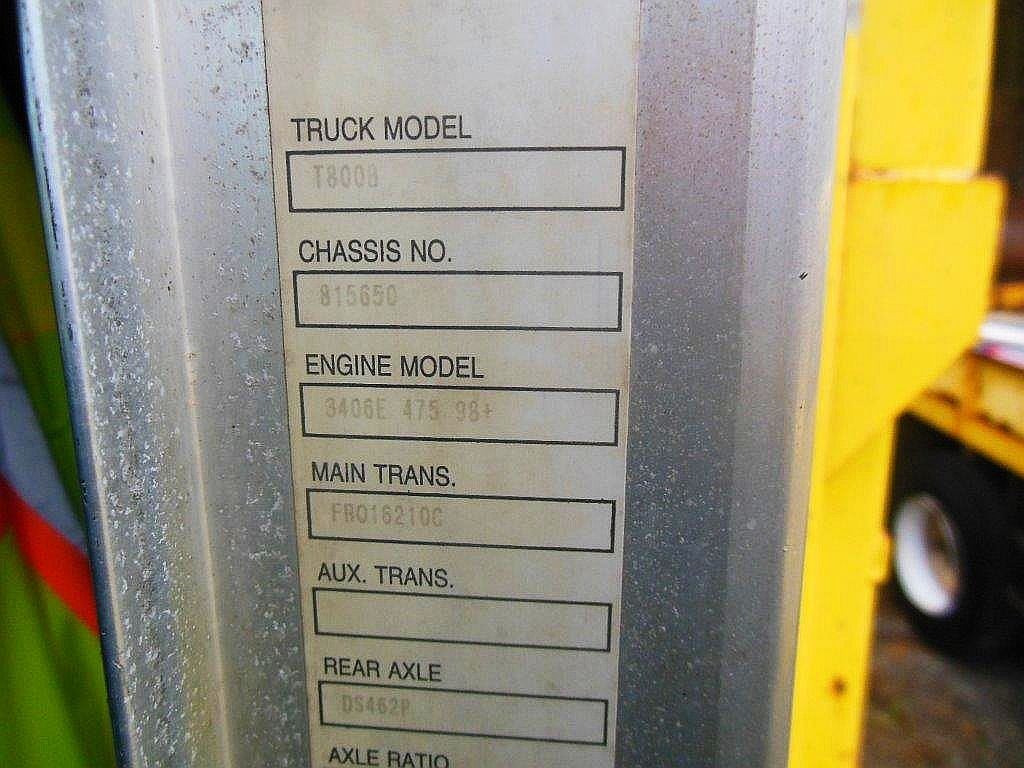 TRUCK MODEL
T800B
CHASSIS NO.
815650
ENGINE MODEL
3406E 475 98+
MAIN TRANS.
FRO16210C
AUX. TRANS.
REAR AXLE
DS462P
AXLE RATIO